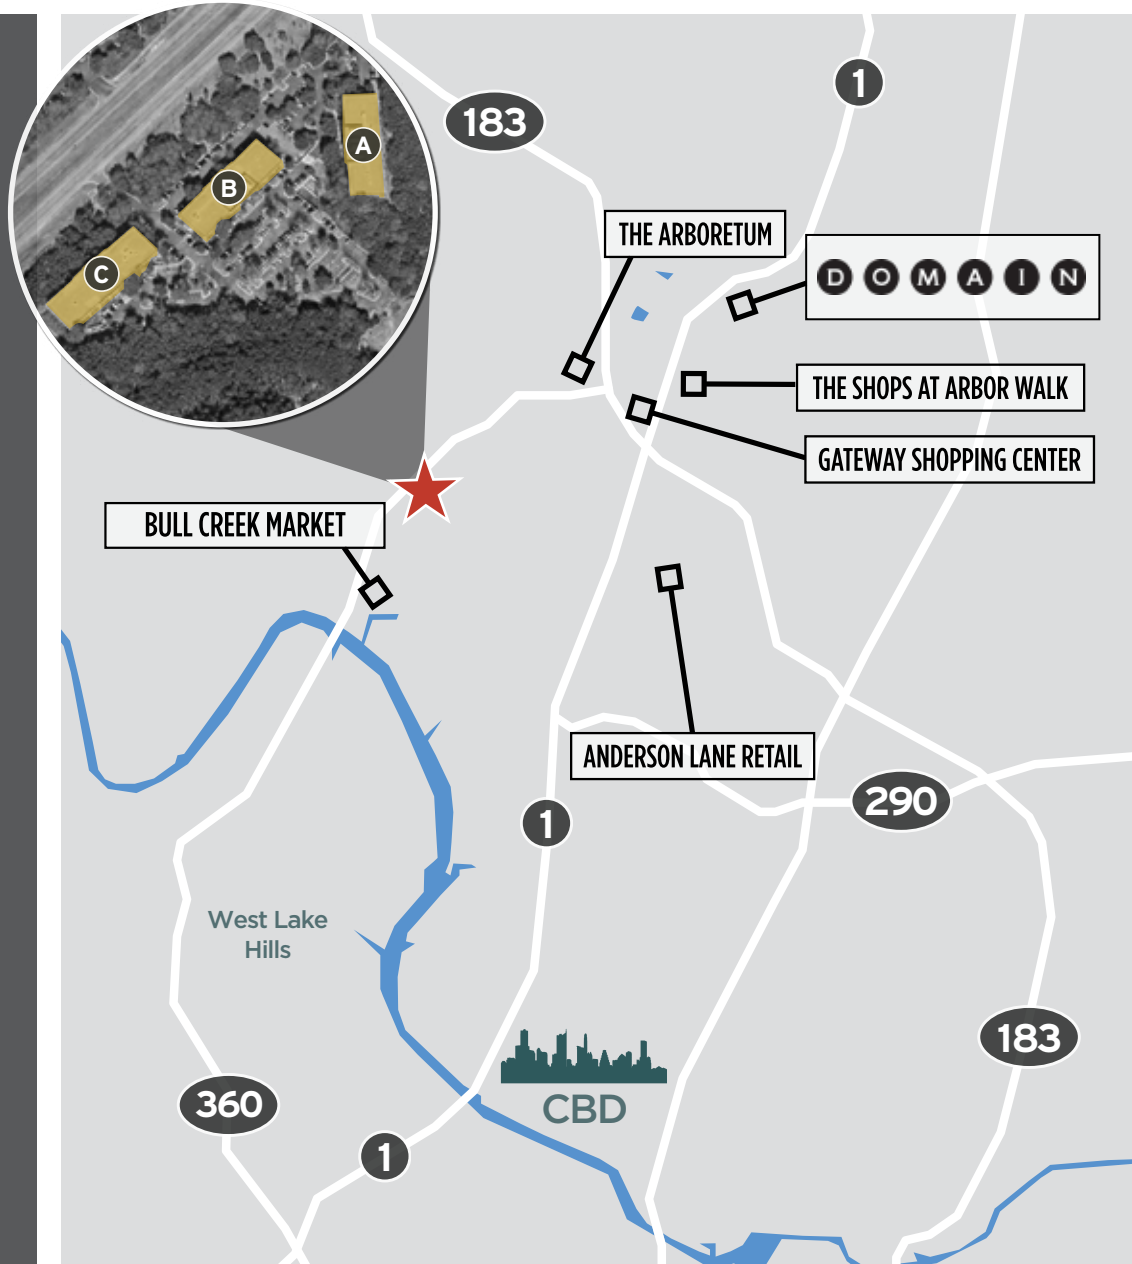 A
B
C
183
1
THE ARBORETUM
DOMAIN
THE SHOPS AT ARBOR WALK
GATEWAY SHOPPING CENTER
BULL CREEK MARKET
ANDERSON LANE RETAIL
290
1
West Lake
Hills
183
CBD
360
1